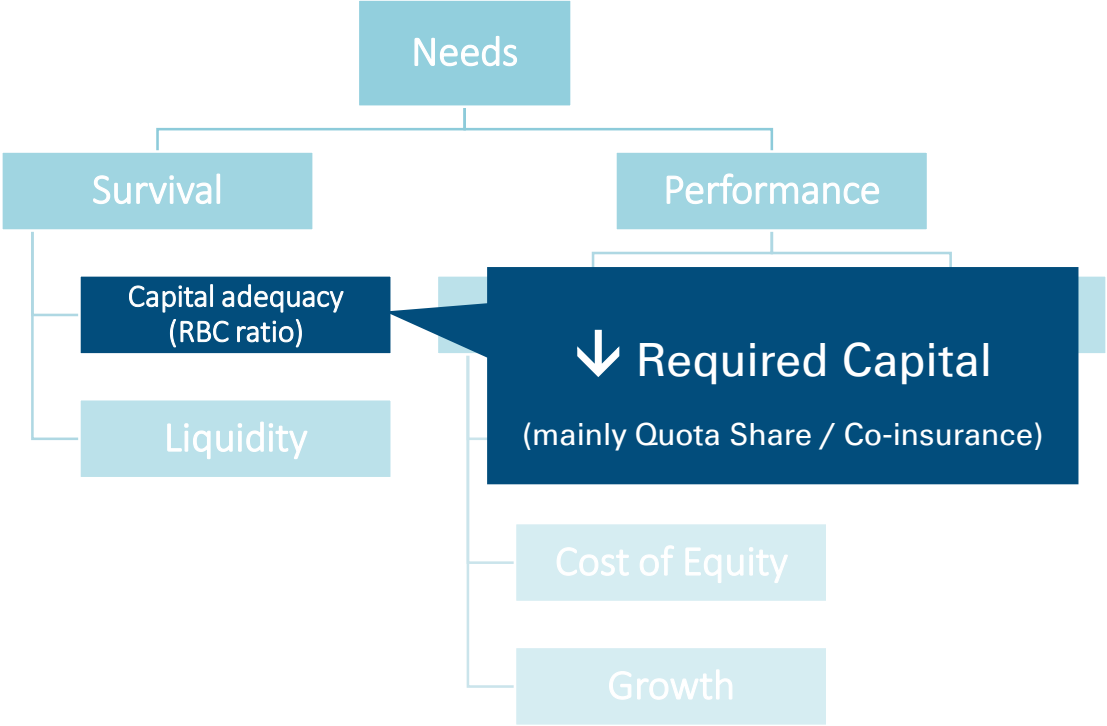 Needs
Survival
Performance
Capital adequacy
(RBC ratio)
↓ Required Capital
(mainly Quota Share / Co-insurance)
Liquidity
Cost of Equity
Growth